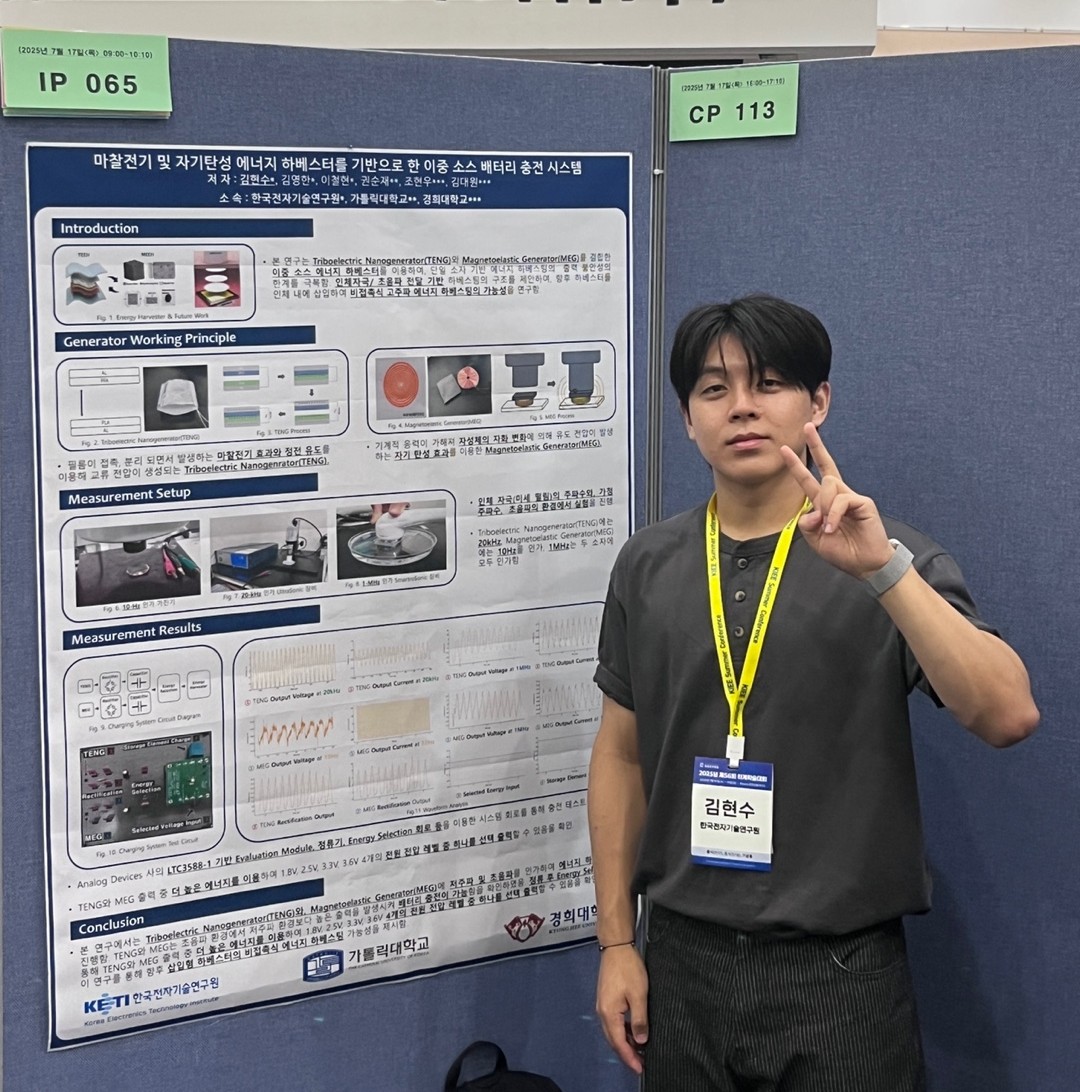 (2025년 7월 17일(목) 09:00~10:10)
IP 065
(2025년 7월 17일(목) 16:00~17:10)
CP 113
마찰전기 및 자기탄성 에너지 하베스터를 기반으로 한 이중 소스 배터리 충전 시스템
저 자 : 김현수*, 김영한*, 이철현*, 권순재**, 조현우***, 김대원***
소 속 : 한국전자기술연구원*, 가톨릭대학교**, 경희대학교***
Introduction
TENG
Fig. 1. Energy Harvester & Future Work
• 본 연구는 Triboelectric Nanogenerator(TENG)와 Magnetoelastic Generator(MEG)를 결합한
이중 소스 에너지 하베스터를 이용하며, 단일 소자 기반 에너지 하베스팅의 출력 불안정의
한계를 극복함. 인체자극/ 초음파 전달 기반 하베스팅의 구조를 제안하며, 향후 하베스터를
인체 내에 삽입하여 비접촉식 고주파 에너지 하베스팅의 가능성을 연구함
Generator Working Principle
AL
PLA
AL
Fig. 2. Triboelectric Nanogenerator(TENG)
Fig. 3. TENG Process
Fig. 4. Magnetoelastic Generator(MEG)
Fig. 5. MEG Process
• 필름이 접촉, 분리 되면서 발생하는 마찰전기 효과와 정전 유도를
이용해 교류 전압이 생성되는 Triboelectric Nanogenrator(TENG).
• 기계적 응력이 가해져 자성체의 자화 변화에 의해 유도 전압이 발생
하는 자기 탄성 효과를 이용한 Magnetoelastic Generator(MEG).
Measurement Setup
Fig. 6. 10-Hz 인가 가진기
Fig. 7. 20-kHz 인가 UltraSonic 장비
Fig. 8. 1-MHz 인가 장비
• 인체 자극(미세 떨림)의 주파수와, 가청
주파수, 초음파의 환경에서 실험을 진행
• Triboelectric Nanogenerator(TENG)에는
20kHz, Magnetoelastic Generator(MEG)
에는 10Hz를 인가, 1MHz는 두 소자에
모두 인가함
Measurement Results
TENG
Rectifier
Capacitor
Energy Selection
Energy Harvester
MEG
Rectifier
Capacitor
Fig. 9. Charging System Circuit Diagram
TENG
Storage Element Charge
Rectification
Energy Selection
MEG
Selected Voltage Input
Fig. 10. Charging System Test Circuit
① TENG Output Voltage at 20kHz
② TENG Output Current at 20kHz
TENG Output Voltage at 1MHz
TENG Output Current at
MEG Output Voltage at
MEG Output Current at
MEG Output Voltage at 1MHz
MEG Output Current at
TENG Rectification Output
MEG Rectification Output
Selected Energy Input
Storage Element
Fig.11 Waveform Analysis
• Analog Devices 사의 LTC3588-1 기반 Evaluation Module, 정류기, Energy Selection 회로 등을 이용한 시스템 회로를 통해 충전 테스트
• TENG와 MEG 출력 중 더 높은 에너지를 이용하여 1.8V, 2.5V, 3.3V, 3.6V 4개의 전원 전압 레벨 중 하나를 선택 출력할 수 있음을 확인
Conclusion
• 본 연구에서는 Triboelectric Nanogenerator(TENG)와, Magnetoelastic Generator(MEG)에 저주파 및 초음파를 인가하여 에너지 하
진행함. TENG와 MEG는 초음파 환경에서 저주파 환경보다 높은 출력을 발생시켜 배터리 충전이 가능함을 확인하였음 정류 후 Energy Se
통해 TENG와 MEG 출력 중 더 높은 에너지를 이용하여 1.8V, 2.5V, 3.3V, 3.6V 4개의 전원 전압 레벨 중 하나를 선택 출력할 수 있음을 확인
이 연구를 통해 향후 삽입형 하베스터의 비접촉식 에너지 하베스팅 가능성을 제시함
KETI 한국전자기술연구원
Korea Electronics Technology Institute
가톨릭대학교
THE CATHOLIC UNIVERSITY OF KOREA
경희대학
KYUNG HEE UNIV
KIEE Summer Conference
KIEE Summer Conference
2025년 제56회 하계학술대회
김현수
한국전자기술연구원